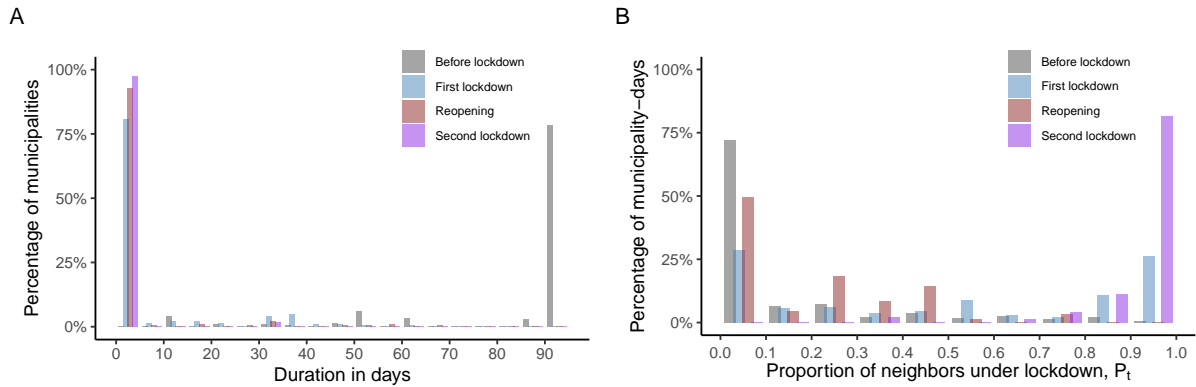 A
Percentage of municipalities
100%
75%
50%
25%
0%
Before lockdown
First lockdown
Reopening
Second lockdown
0 10 20 30 40 50 60 70 80 90
Duration in days
B
Percentage of municipality−days
100%
75%
50%
25%
0%
Before lockdown
First lockdown
Reopening
Second lockdown
0.0 0.1 0.2 0.3 0.4 0.5 0.6 0.7 0.8 0.9 1.0
Proportion of neighbors under lockdown, Pt